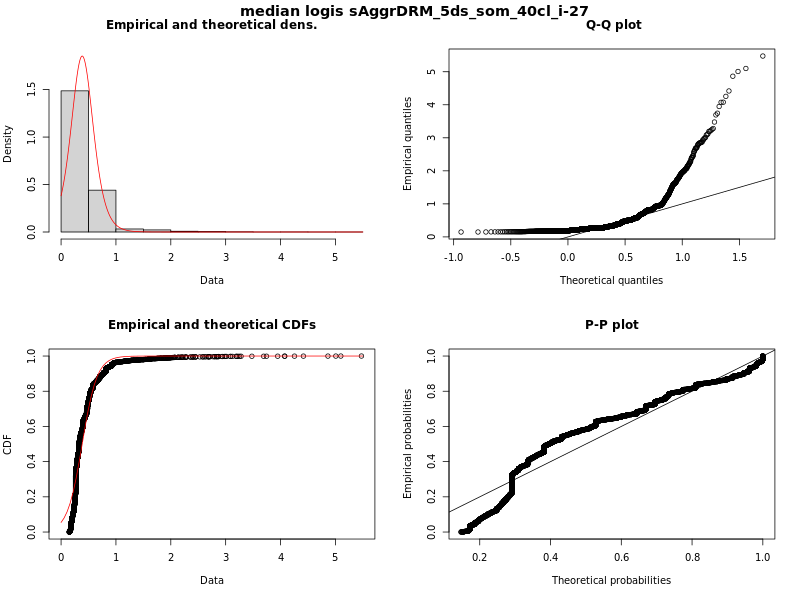 median logis sAggrDRM_5ds_som_40cl_i-27
Empirical and theoretical dens.
Density
0.0 0.5 1.0 1.5
0 1 2 3 4 5
Data
Q-Q plot
Empirical quantiles
0 1 2 3 4 5
-1.0 -0.5 0.0 0.5 1.0 1.5
Theoretical quantiles
Empirical and theoretical CDFs
CDF
0.0 0.2 0.4 0.6 0.8 1.0
0 1 2 3 4 5
Data
P-P plot
Empirical probabilities
0.0 0.2 0.4 0.6 0.8 1.0
0.2 0.4 0.6 0.8 1.0
Theoretical probabilities